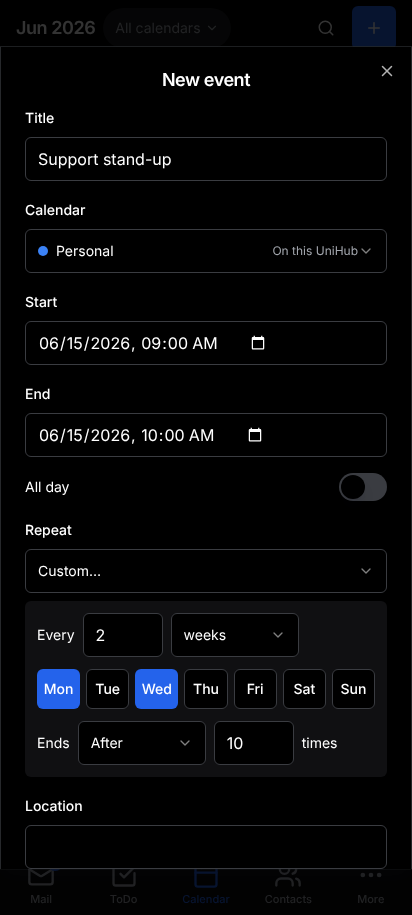 Jun 2026 All calendars
New event
Title
Support stand-up
Calendar
Personal On this UniHub
Start
06/15/2026, 09:00 AM
End
06/15/2026, 10:00 AM
All day
Repeat
Custom...
Every 2 weeks
Mon Tue Wed Thu Fri Sat Sun
Ends After 10 times
Location
Mail ToDo Calendar Contacts More